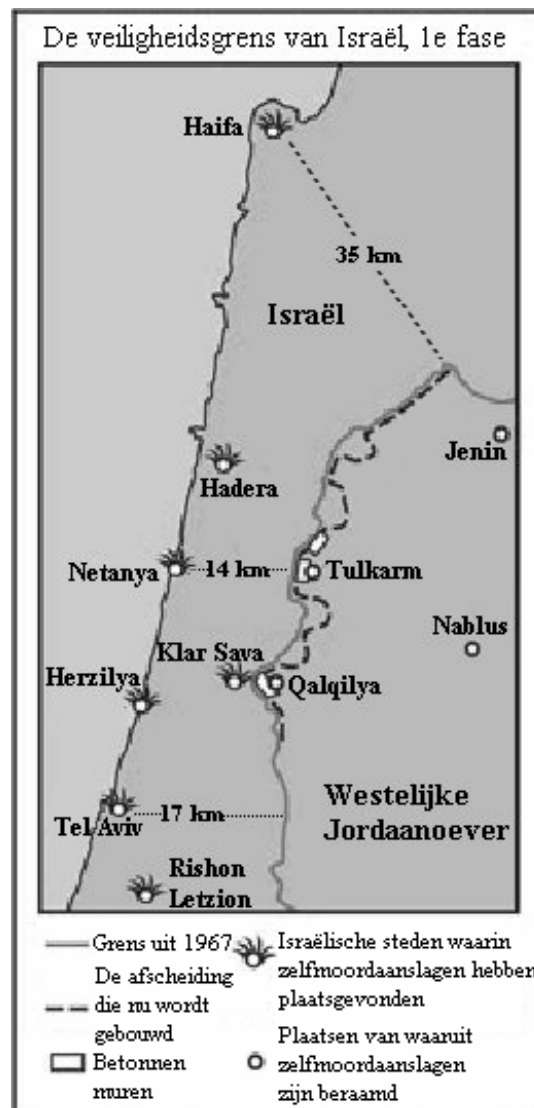 De veiligheidsgrens van Israël, 1e fase
Haifa
35 km
Israël
Jenin
Hadera
Netanya
14 km
Tulkarm
Nablus
Klar Sava
Herzilya
Qalqilya
Westelijke
Jordaanoever
17 km
Tel Aviv
Rishon
Letzion
Grens uit 1967
De afscheiding
die nu wordt
gebouwd
Betonnen
muren
Israëlische steden waarin
zelfmoordaanslagen hebben
plaatsgevonden
Plaatsen van waaruit
zelfmoordaanslagen
zijn beraamd